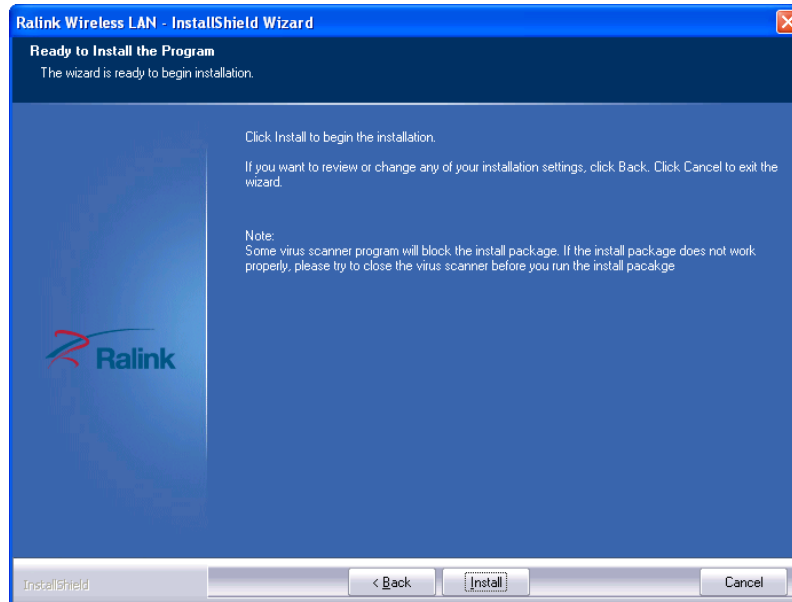 Ralink Wireless LAN - InstallShield Wizard
Ready to Install the Program
The wizard is ready to begin installation.
Click Install to begin the installation.
If you want to review or change any of your installation settings, click Back. Click Cancel to exit the
wizard.
Note:
Some virus scanner program will block the install package. If the install package does not work
properly, please try to close the virus scanner before you run the install pacakge
Ralink
InstallShield
< Back
Install
Cancel